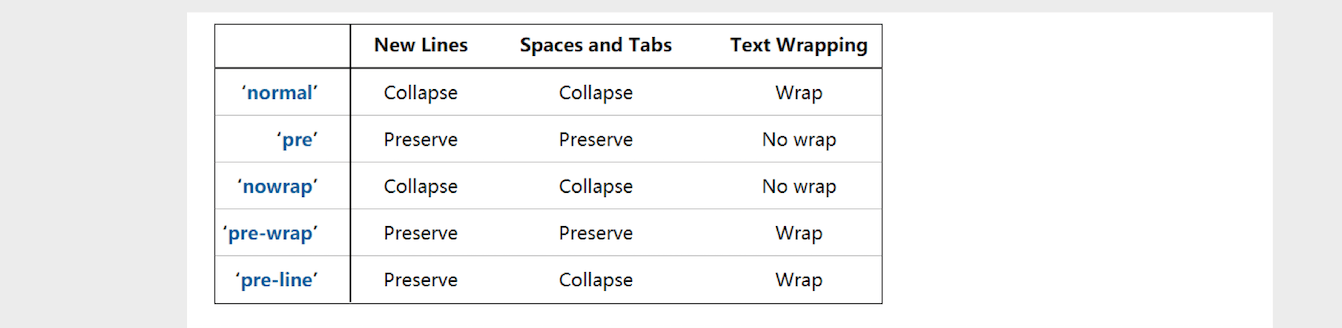 New Lines Spaces and Tabs Text Wrapping
‘normal’ Collapse Collapse Wrap
‘pre’ Preserve Preserve No wrap
‘nowrap’ Collapse Collapse No wrap
‘pre-wrap’ Preserve Preserve Wrap
‘pre-line’ Preserve Collapse Wrap